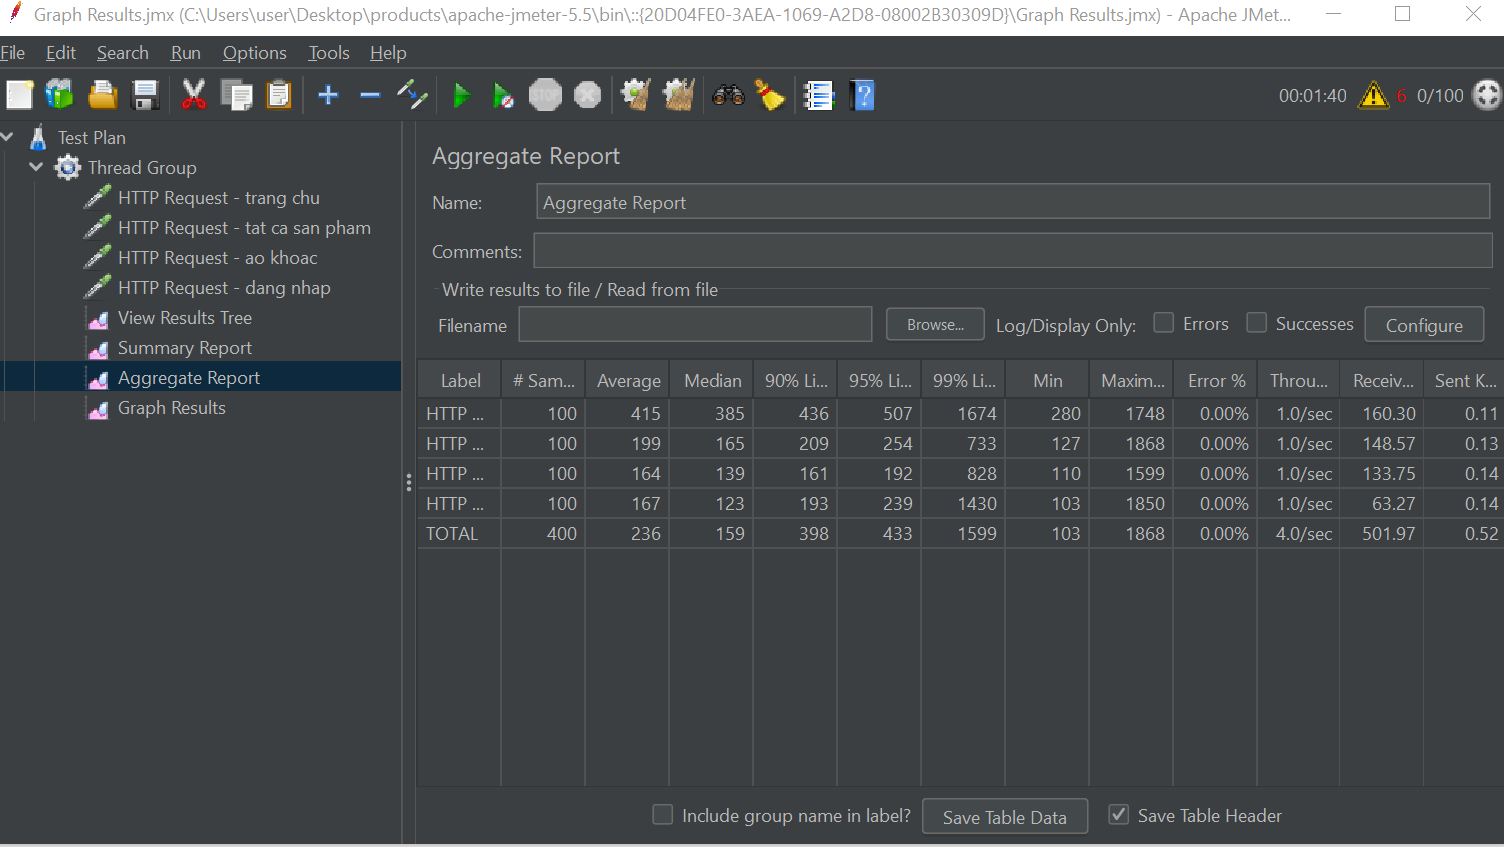 Graph Results.jmx (C:\Users\user\Desktop\products\apache-jmeter-5.5\bin\::{20D04FE0-3AEA-1069-A2D8-08002B30309D}\Graph Results.jmx) - Apache JMet...
File Edit Search Run Options Tools Help
STOP 00:01:40 6 0/100
Test Plan
Thread Group
HTTP Request - trang chu
HTTP Request - tat ca san pham
HTTP Request - ao khoac
HTTP Request - dang nhap
View Results Tree
Summary Report
Aggregate Report
Graph Results
Aggregate Report
Name: Aggregate Report
Comments:
Write results to file / Read from file
Filename Browse... Log/Display Only: Errors Successes Configure
Label # Sam... Average Median 90% Li... 95% Li... 99% Li... Min Maxim... Error % Throu... Receiv... Sent K...
HTTP ... 100 415 385 436 507 1674 280 1748 0.00% 1.0/sec 160.30 0.11
HTTP ... 100 199 165 209 254 733 127 1868 0.00% 1.0/sec 148.57 0.13
HTTP ... 100 164 139 161 192 828 110 1599 0.00% 1.0/sec 133.75 0.14
HTTP ... 100 167 123 193 239 1430 103 1850 0.00% 1.0/sec 63.27 0.14
TOTAL 400 236 159 398 433 1599 103 1868 0.00% 4.0/sec 501.97 0.52
Include group name in label? Save Table Data Save Table Header